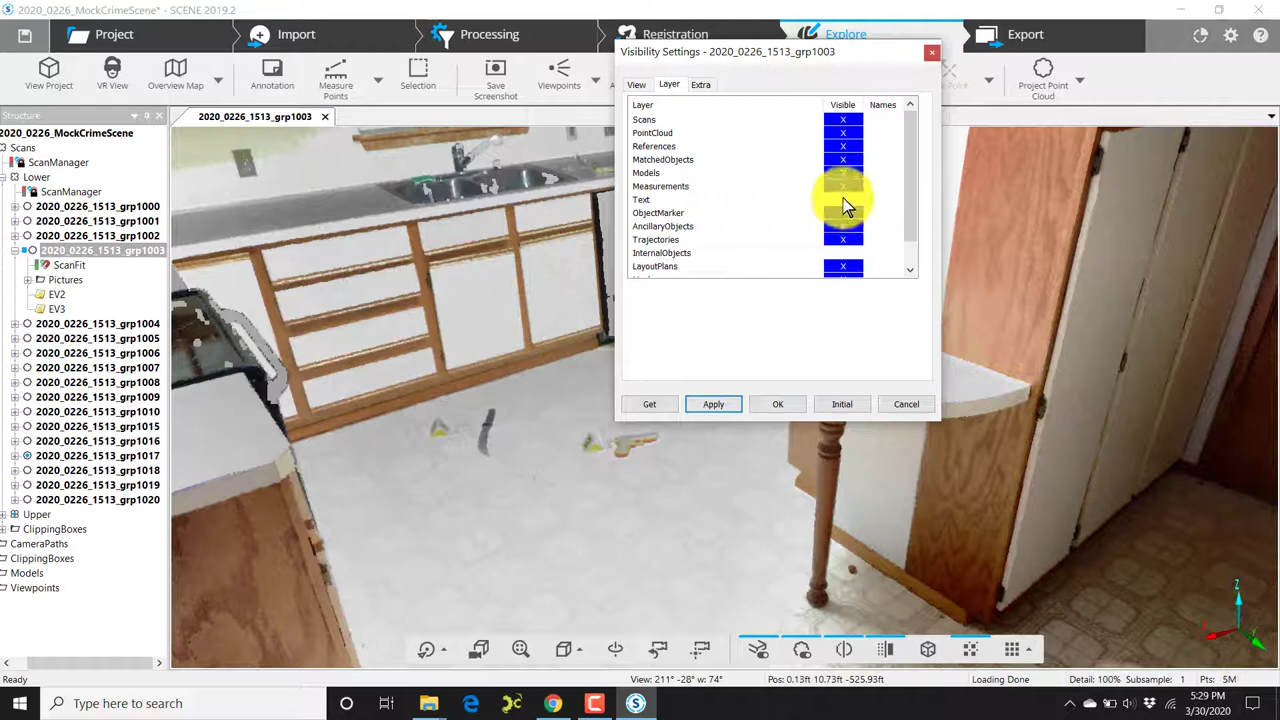 2020_0226_MockCrimeScene* - SCENE 2019.2
Project
Import
Processing
Registration
Explore
Export
View Project
VR View
Overview Map
Annotation
Measure Points
Selection
Save Screenshot
Viewpoints
Project Point Cloud
Structure
2020_0226_1513_grp1003
2020_0226_MockCrimeScene
Scans
ScanManager
Lower
ScanManager
2020_0226_1513_grp1000
2020_0226_1513_grp1001
2020_0226_1513_grp1002
2020_0226_1513_grp1003
ScanFit
Pictures
EV2
EV3
2020_0226_1513_grp1004
2020_0226_1513_grp1005
2020_0226_1513_grp1006
2020_0226_1513_grp1007
2020_0226_1513_grp1008
2020_0226_1513_grp1009
2020_0226_1513_grp1010
2020_0226_1513_grp1015
2020_0226_1513_grp1016
2020_0226_1513_grp1017
2020_0226_1513_grp1018
2020_0226_1513_grp1019
2020_0226_1513_grp1020
Upper
ClippingBoxes
CameraPaths
ClippingBoxes
Models
Viewpoints
Visibility Settings - 2020_0226_1513_grp1003
View Layer Extra
Layer Visible Names
Scans X
PointCloud X
References X
MatchedObjects X
Models X
Measurements X
Text
ObjectMarker
AncillaryObjects X
Trajectories X
InternalObjects
LayoutPlans X
Get Apply OK Initial Cancel
Z
Ready
View: 211° -28° w: 74° Pos: 0.13ft 10.73ft -525.93ft Loading Done Detail: 100% Subsample: 1 Pts: 5M
Type here to search
5:29 PM
3/30/2020